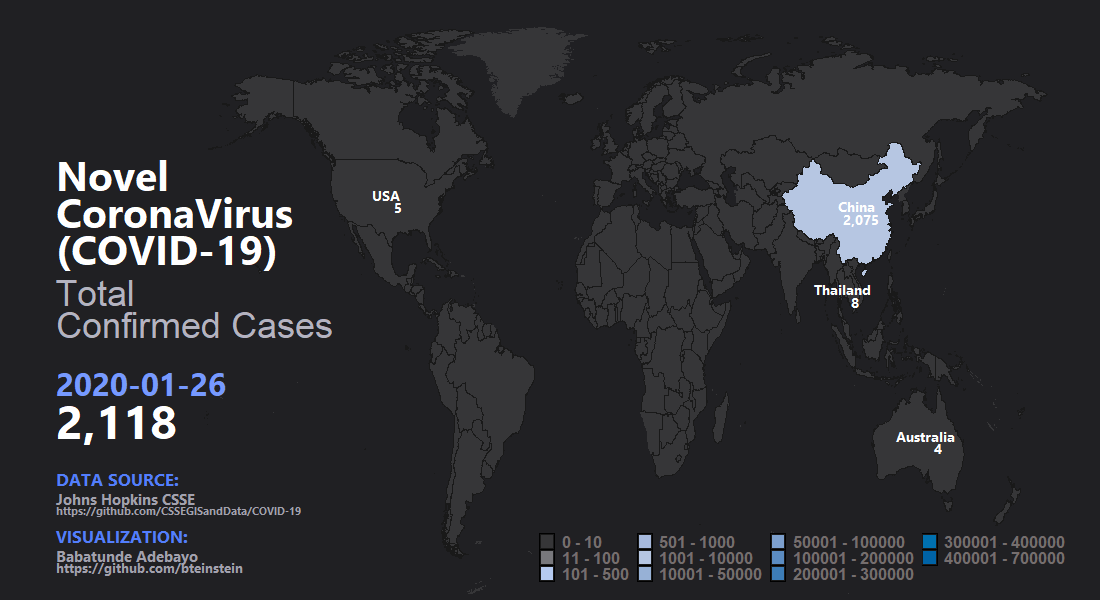 Novel
CoronaVirus
(COVID-19)
Total
Confirmed Cases
2020-01-26
2,118
DATA SOURCE:
Johns Hopkins CSSE
https://github.com/CSSEGISandData/COVID-19
VISUALIZATION:
Babatunde Adebayo
https://github.com/bteinstein
USA
5
China
2,075
Thailand
8
Australia
4
0 - 10
11 - 100
101 - 500
501 - 1000
1001 - 10000
10001 - 50000
50001 - 100000
100001 - 200000
200001 - 300000
300001 - 400000
400001 - 700000